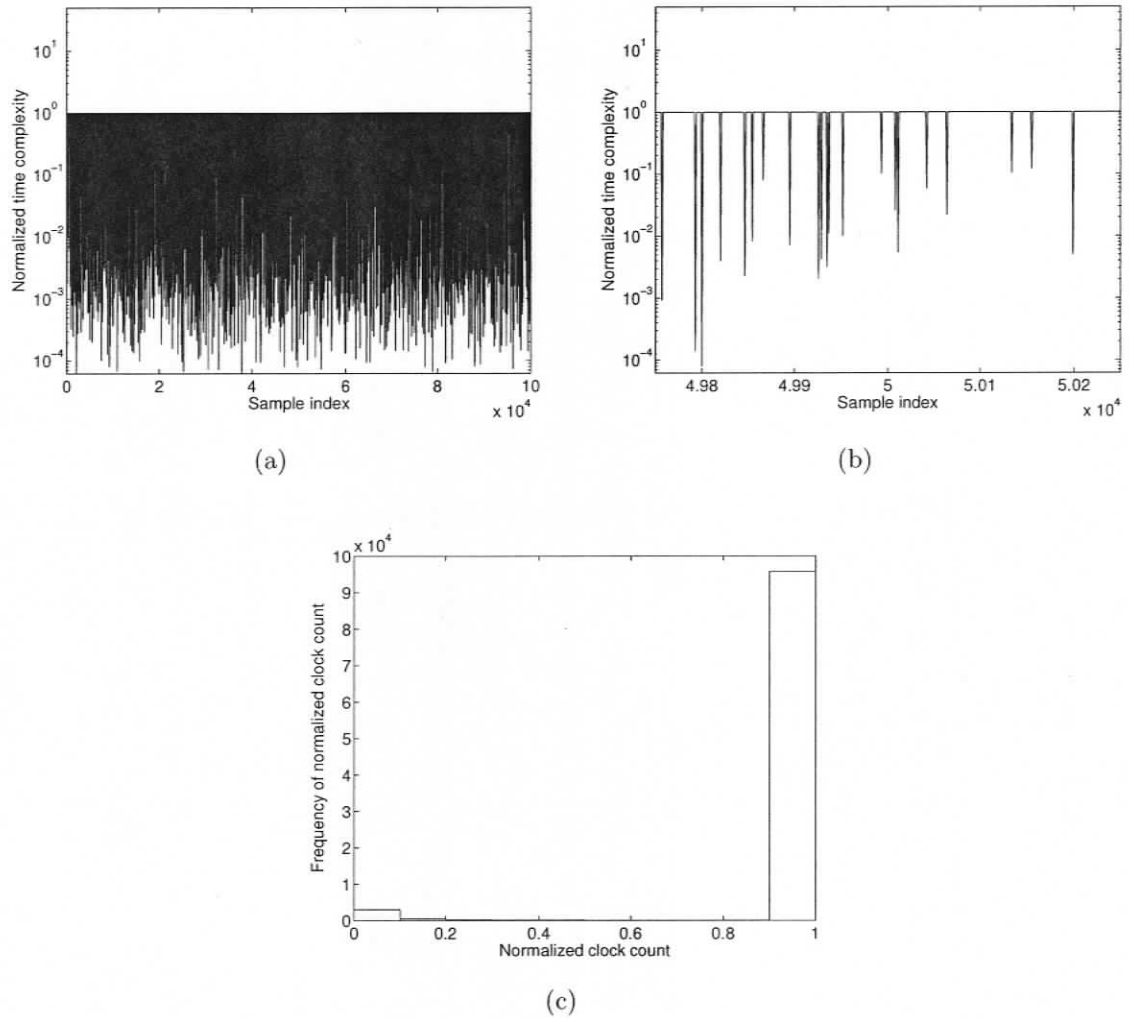 10^1
10^0
10^-1
10^-2
10^-3
10^-4
Normalized time complexity
0 2 4 6 8 10
Sample index
x 10^4
(a)
10^1
10^0
10^-1
10^-2
10^-3
10^-4
Normalized time complexity
4.98 4.99 5 5.01 5.02
Sample index
x 10^4
(b)
x 10^4
10
9
8
7
6
5
4
3
2
1
0
Frequency of normalized clock count
0 0.2 0.4 0.6 0.8 1
Normalized clock count
(c)